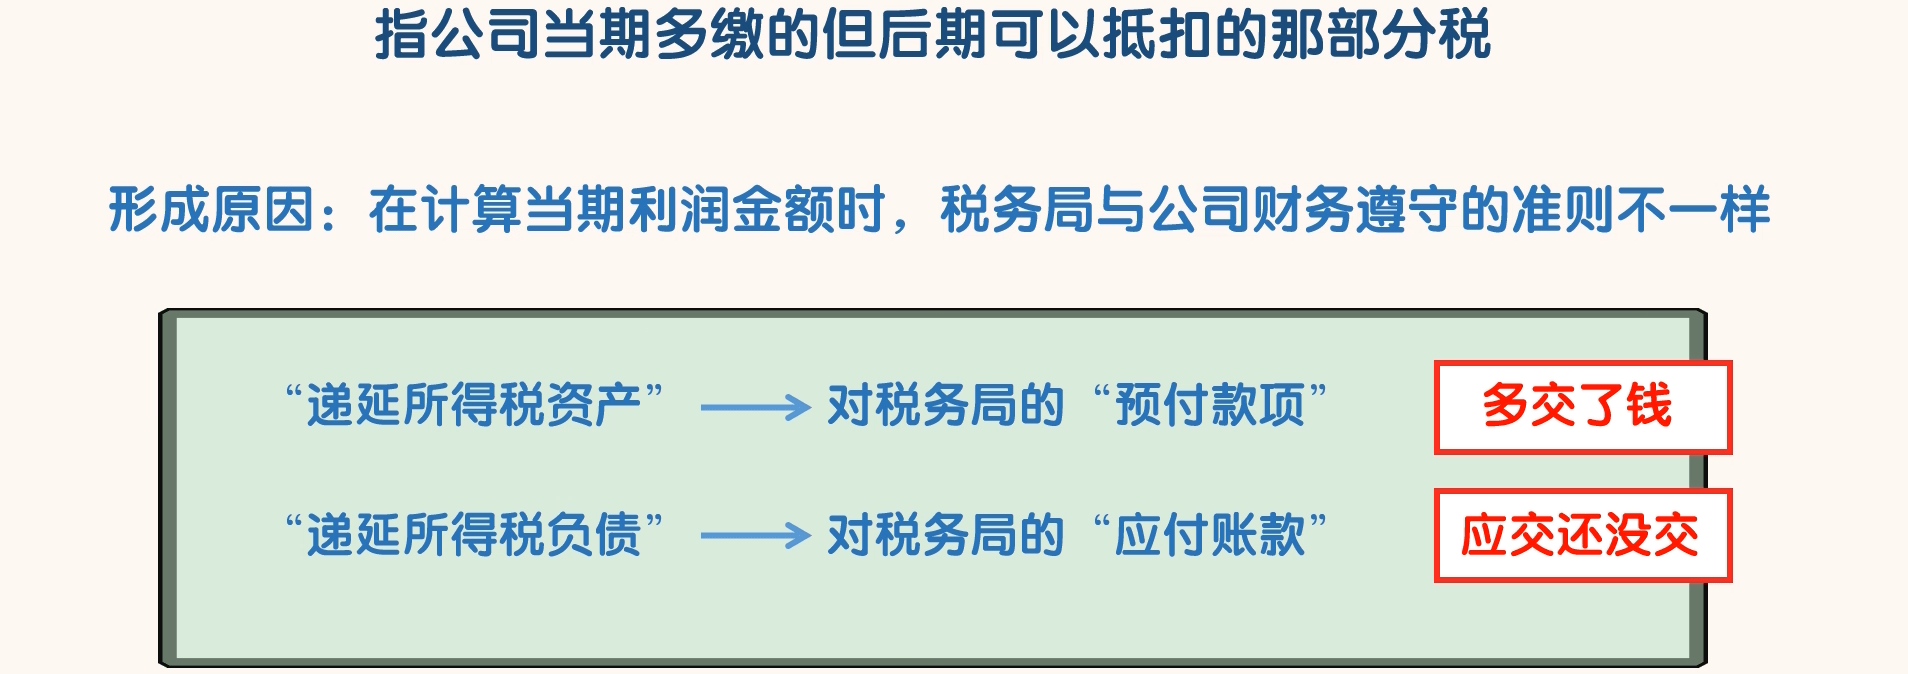 指公司当期多缴的但后期可以抵扣的那部分税
形成原因：在计算当期利润金额时，税务局与公司财务遵守的准则不一样
“递延所得税资产” 对税务局的“预付款项” 多交了钱
“递延所得税负债” 对税务局的“应付账款” 应交还没交